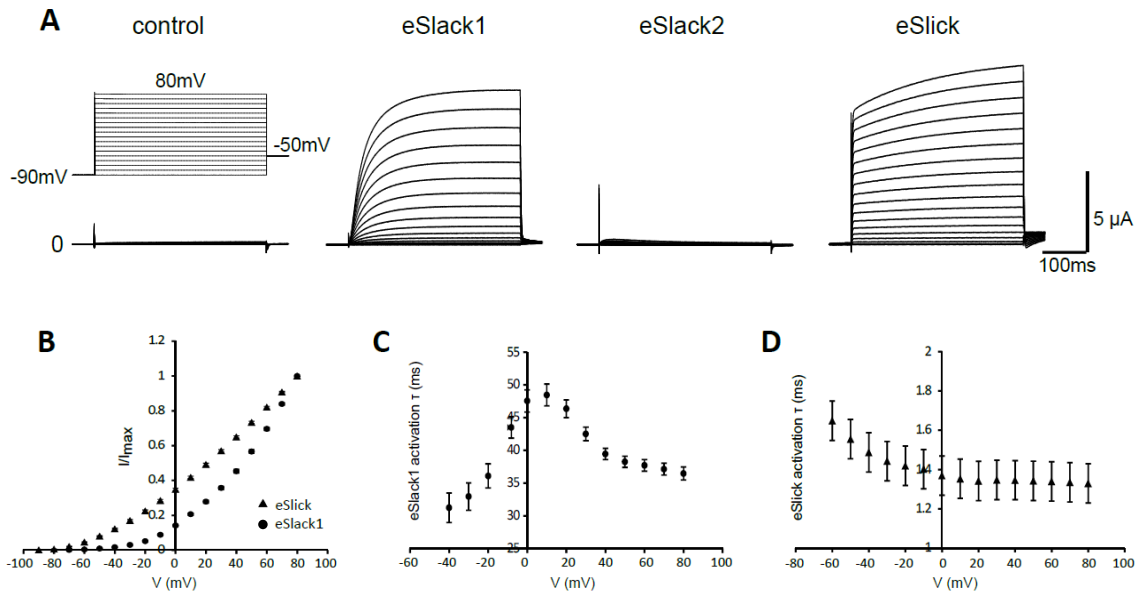 A
control
eSlack1
eSlack2
eSlick
80mV
-50mV
-90mV
0
5 µA
100ms
B
I/Imax
1.2
1
0.8
0.6
0.4
0.2
0
-100 -80 -60 -40 -20 0 20 40 60 80 100
V (mV)
eSlick
eSlack1
C
eSlack1 activation τ (ms)
55
50
45
40
35
30
25
-60 -40 -20 0 20 40 60 80 100
V (mV)
D
eSlick activation τ (ms)
2
1.8
1.6
1.4
1.2
1
-80 -60 -40 -20 0 20 40 60 80 100
V (mV)